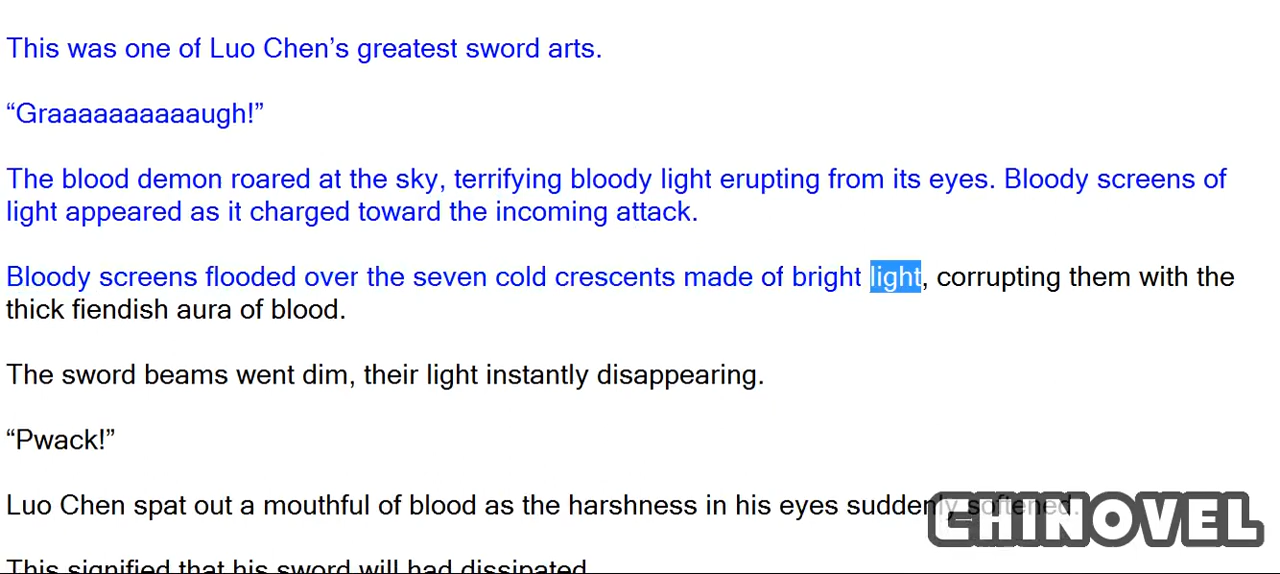 This was one of Luo Chen’s greatest sword arts.
“Graaaaaaaaaaugh!”
The blood demon roared at the sky, terrifying bloody light erupting from its eyes. Bloody screens of
light appeared as it charged toward the incoming attack.
Bloody screens flooded over the seven cold crescents made of bright light, corrupting them with the
thick fiendish aura of blood.
The sword beams went dim, their light instantly disappearing.
“Pwack!”
Luo Chen spat out a mouthful of blood as the harshness in his eyes suddenly softened.
This signified that his sword will had dissipated.
CHINOVEL